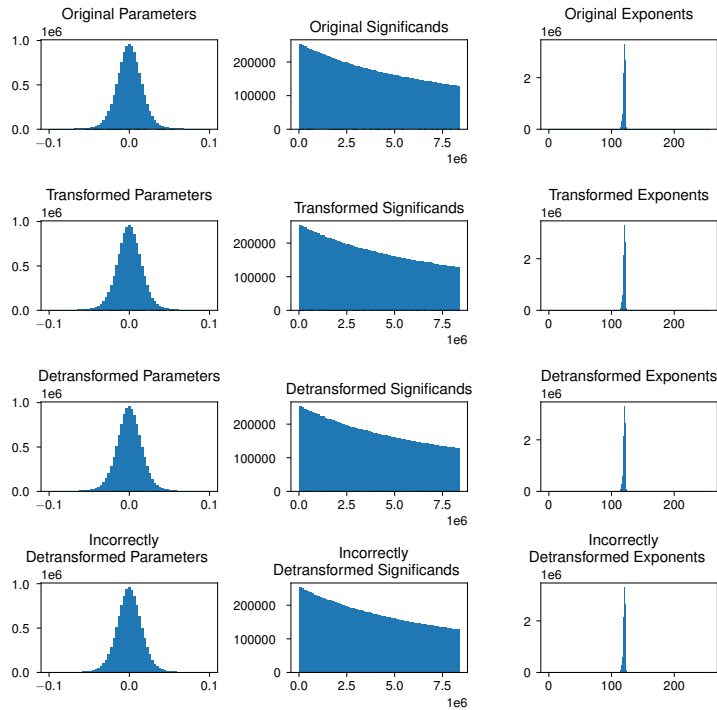 Original Parameters
1e6
1.0
0.5
0.0
−0.1 0.0 0.1
Original Significands
200000
100000
0
0.0 2.5 5.0 7.5
1e6
Original Exponents
1e6
2
0
0 100 200
Transformed Parameters
1e6
1.0
0.5
0.0
−0.1 0.0 0.1
Transformed Significands
200000
100000
0
0.0 2.5 5.0 7.5
1e6
Transformed Exponents
1e6
2
0
0 100 200
Detransformed Parameters
1e6
1.0
0.5
0.0
−0.1 0.0 0.1
Detransformed Significands
200000
100000
0
0.0 2.5 5.0 7.5
1e6
Detransformed Exponents
1e6
2
0
0 100 200
Incorrectly
Detransformed Parameters
1e6
1.0
0.5
0.0
−0.1 0.0 0.1
Incorrectly
Detransformed Significands
200000
100000
0
0.0 2.5 5.0 7.5
1e6
Incorrectly
Detransformed Exponents
1e6
2
0
0 100 200